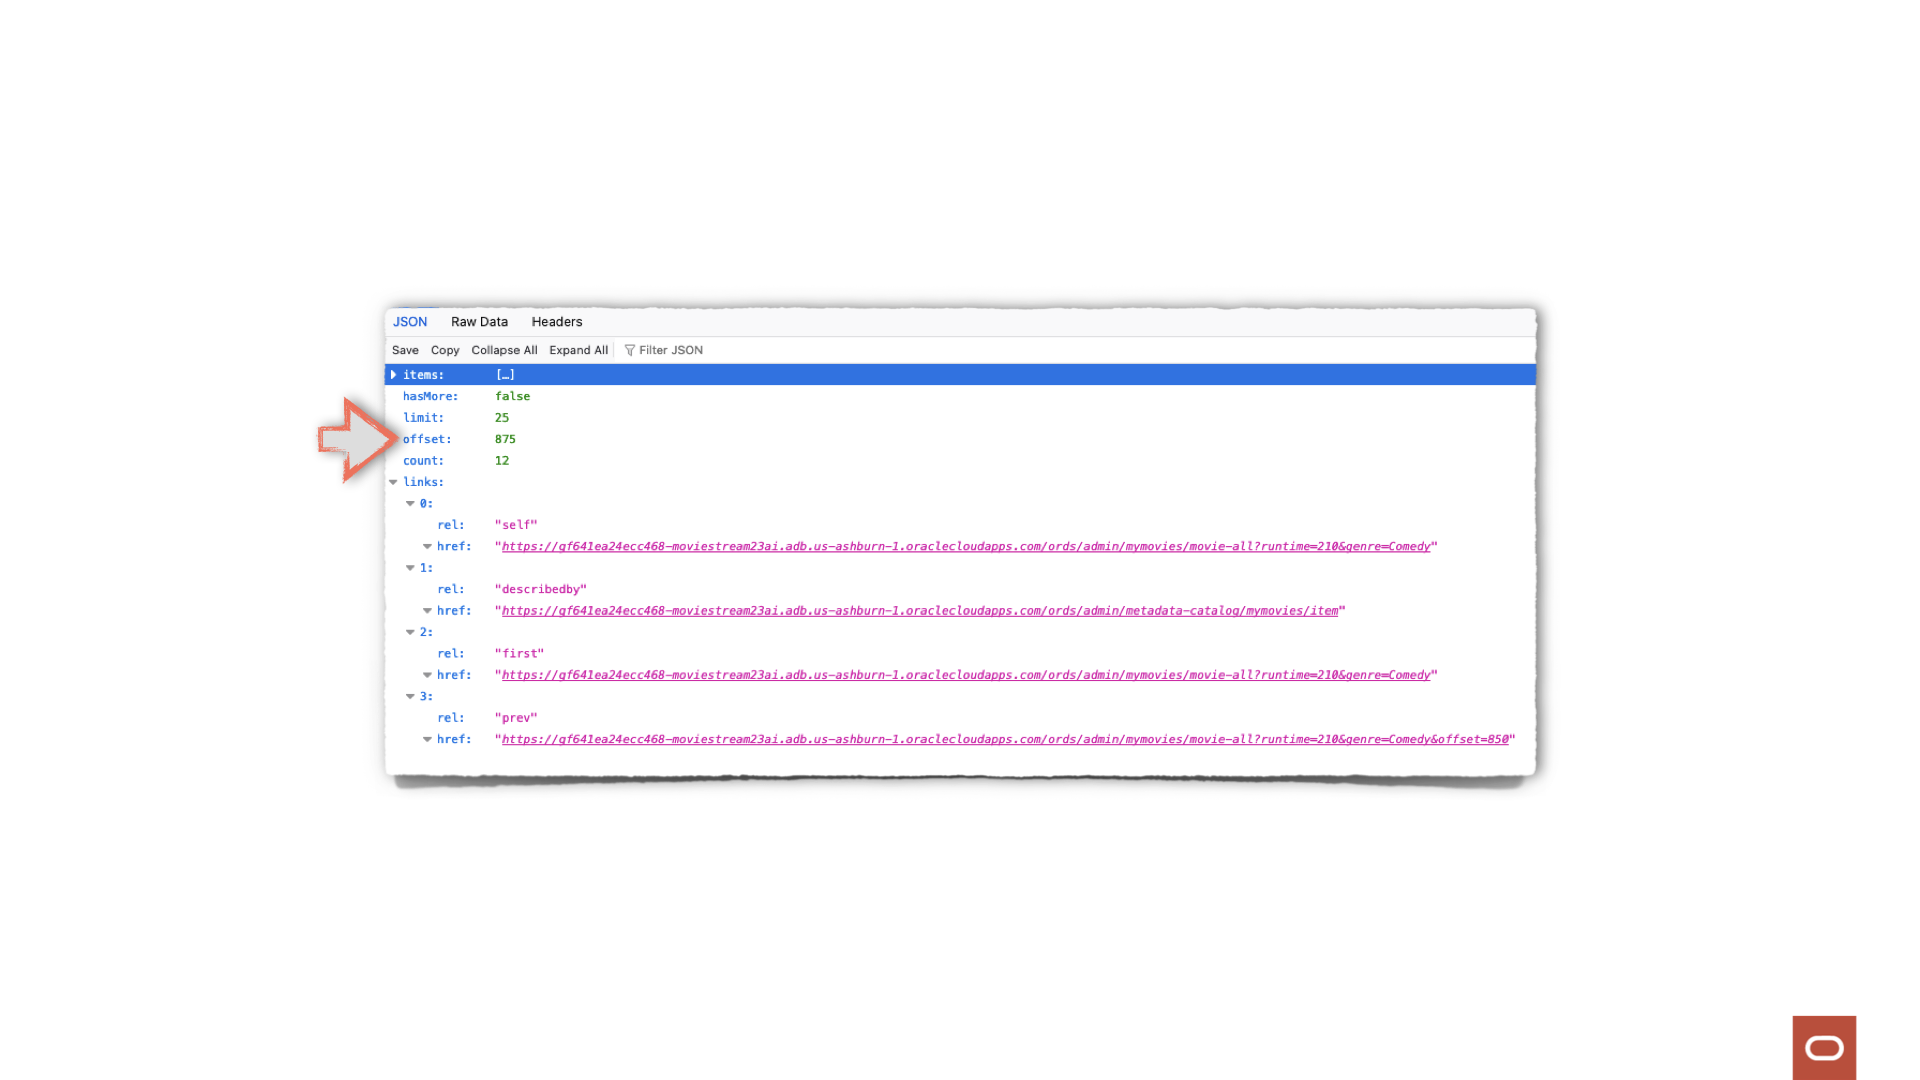 JSON Raw Data Headers
Save Copy Collapse All Expand All Filter JSON
items: […]
hasMore: false
limit: 25
offset: 875
count: 12
links:
0:
rel: "self"
href: "https://gf641ea24ecc468-moviestream23ai.adb.us-ashburn-1.oraclecloudapps.com/ords/admin/mymovies/movie-all?runtime=210&genre=Comedy"
1:
rel: "describedby"
href: "https://gf641ea24ecc468-moviestream23ai.adb.us-ashburn-1.oraclecloudapps.com/ords/admin/metadata-catalog/mymovies/item"
2:
rel: "first"
href: "https://gf641ea24ecc468-moviestream23ai.adb.us-ashburn-1.oraclecloudapps.com/ords/admin/mymovies/movie-all?runtime=210&genre=Comedy"
3:
rel: "prev"
href: "https://gf641ea24ecc468-moviestream23ai.adb.us-ashburn-1.oraclecloudapps.com/ords/admin/mymovies/movie-all?runtime=210&genre=Comedy&offset=850"